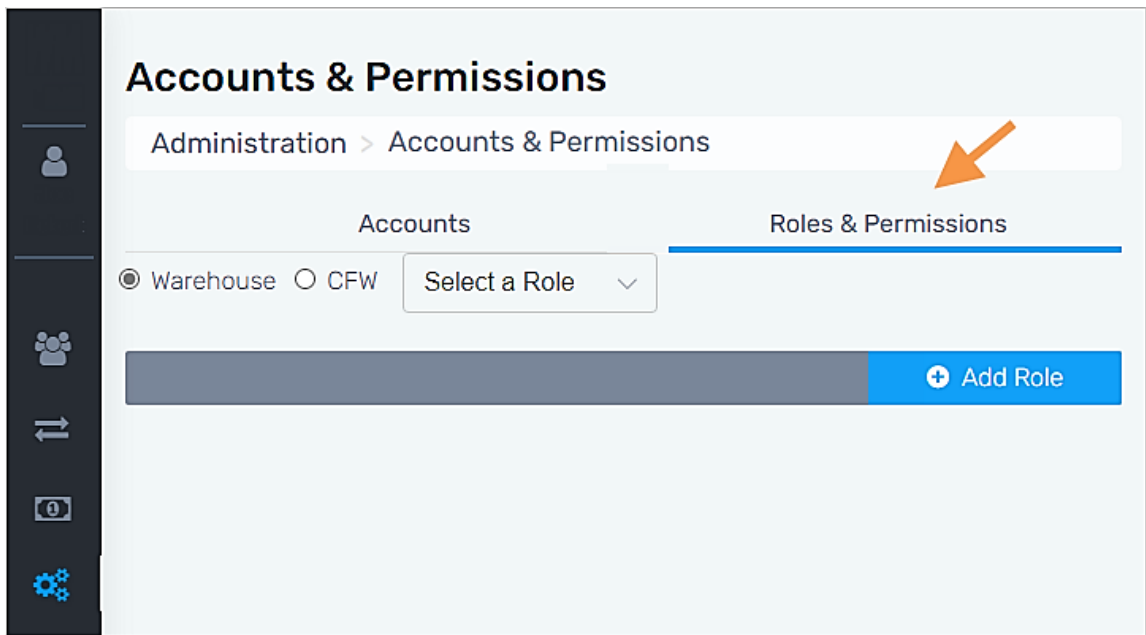 Accounts & Permissions
Administration > Accounts & Permissions
Accounts
Roles & Permissions
Warehouse CFW Select a Role
Add Role